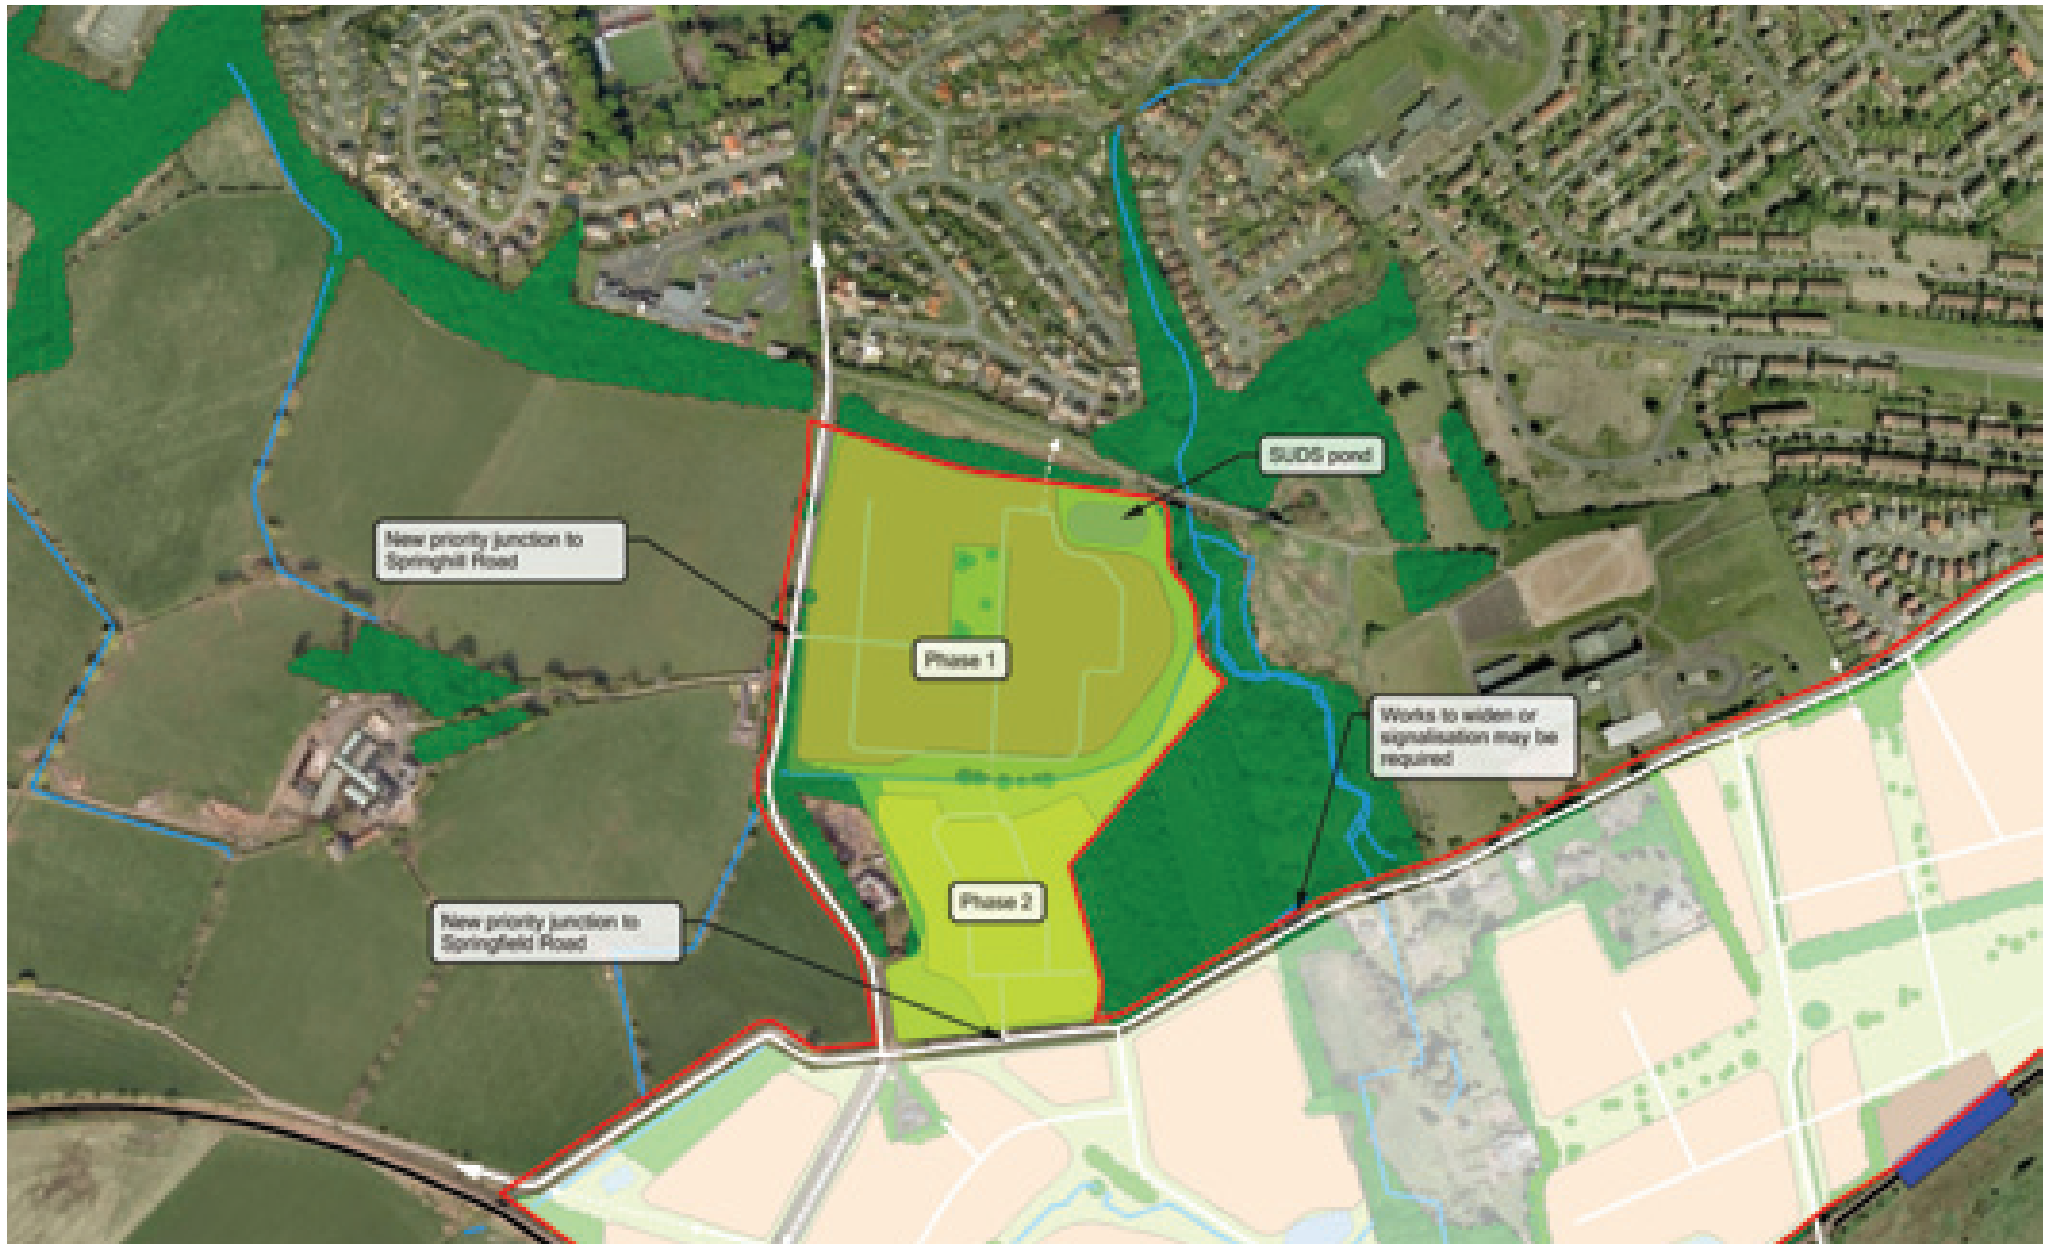 SUDS pond
New priority junction to
Springhill Road
Phase 1
Works to widen or
signalisation may be
required
Phase 2
New priority junction to
Springfield Road